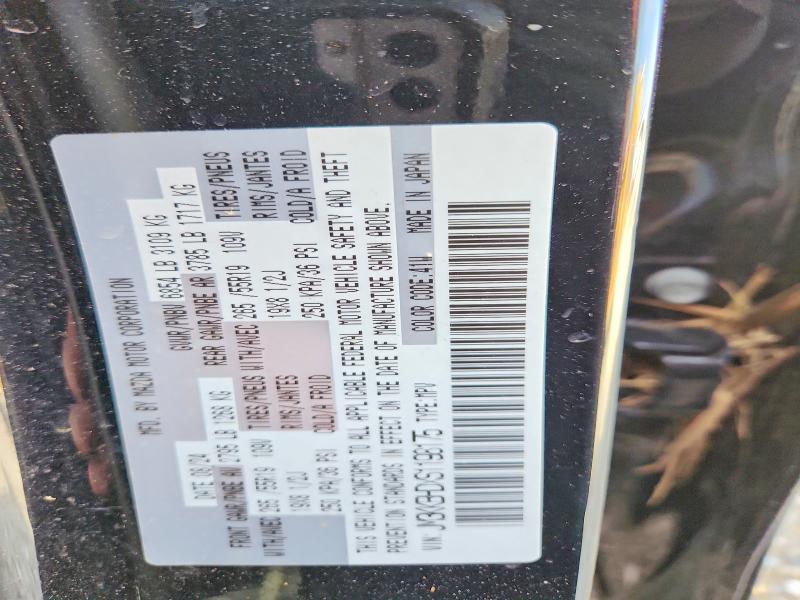 MFD. BY MAZDA MOTOR CORPORATION
DATE 08/24 GVWR/PNBV 6854 LB 3109 KG
FRONT GAWR/PNBE AV 2795 LB 1268 KG REAR GAWR/PNBE AR 3785 LB 1717 KG
WITH/AVEC 265 /55R19 109V TIRES/PNEUS WITH/AVEC 265 /55R19 109V TIRES/PNEUS
19X8 1/2J RIMS/JANTES 19X8 1/2J RIMS/JANTES
250 KPA/36 PSI COLD/A FROID 250 KPA/36 PSI COLD/A FROID
THIS VEHICLE CONFORMS TO ALL APPLICABLE FEDERAL MOTOR VEHICLE SAFETY AND THEFT
PREVENTION STANDARDS IN EFFECT ON THE DATE OF MANUFACTURE SHOWN ABOVE.
COLOR CODE:41W MADE IN JAPAN
VIN: TYPE:MPV